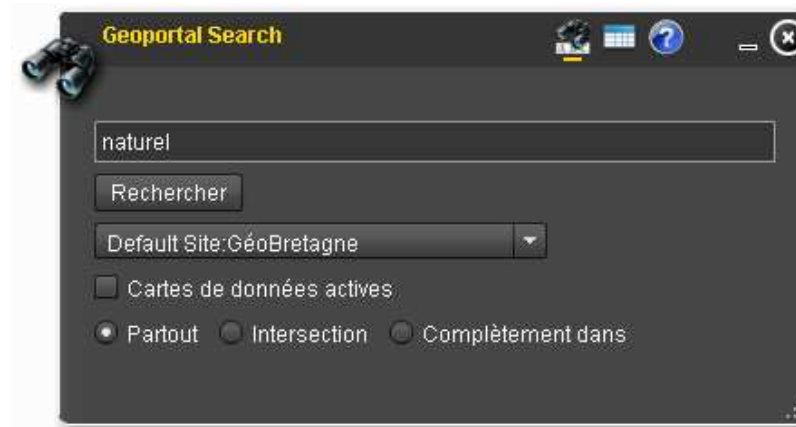 Geoportal Search
naturel
Rechercher
Default Site:GéoBretagne
Cartes de données actives
Partout Intersection Complètement dans